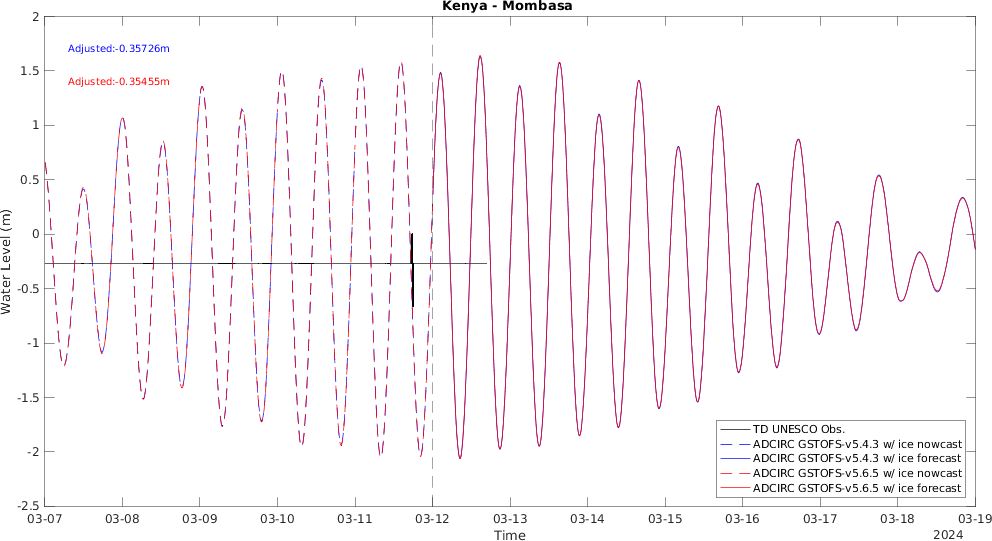 Kenya - Mombasa
2
1.5
1
0.5
0
-0.5
-1
-1.5
-2
-2.5
Water Level (m)
Adjusted:-0.35726m
Adjusted:-0.35455m
TD UNESCO Obs.
ADCIRC GSTOFS-v5.4.3 w/ ice nowcast
ADCIRC GSTOFS-v5.4.3 w/ ice forecast
ADCIRC GSTOFS-v5.6.5 w/ ice nowcast
ADCIRC GSTOFS-v5.6.5 w/ ice forecast
03-07 03-08 03-09 03-10 03-11 03-12 03-13 03-14 03-15 03-16 03-17 03-18 03-19
Time
2024